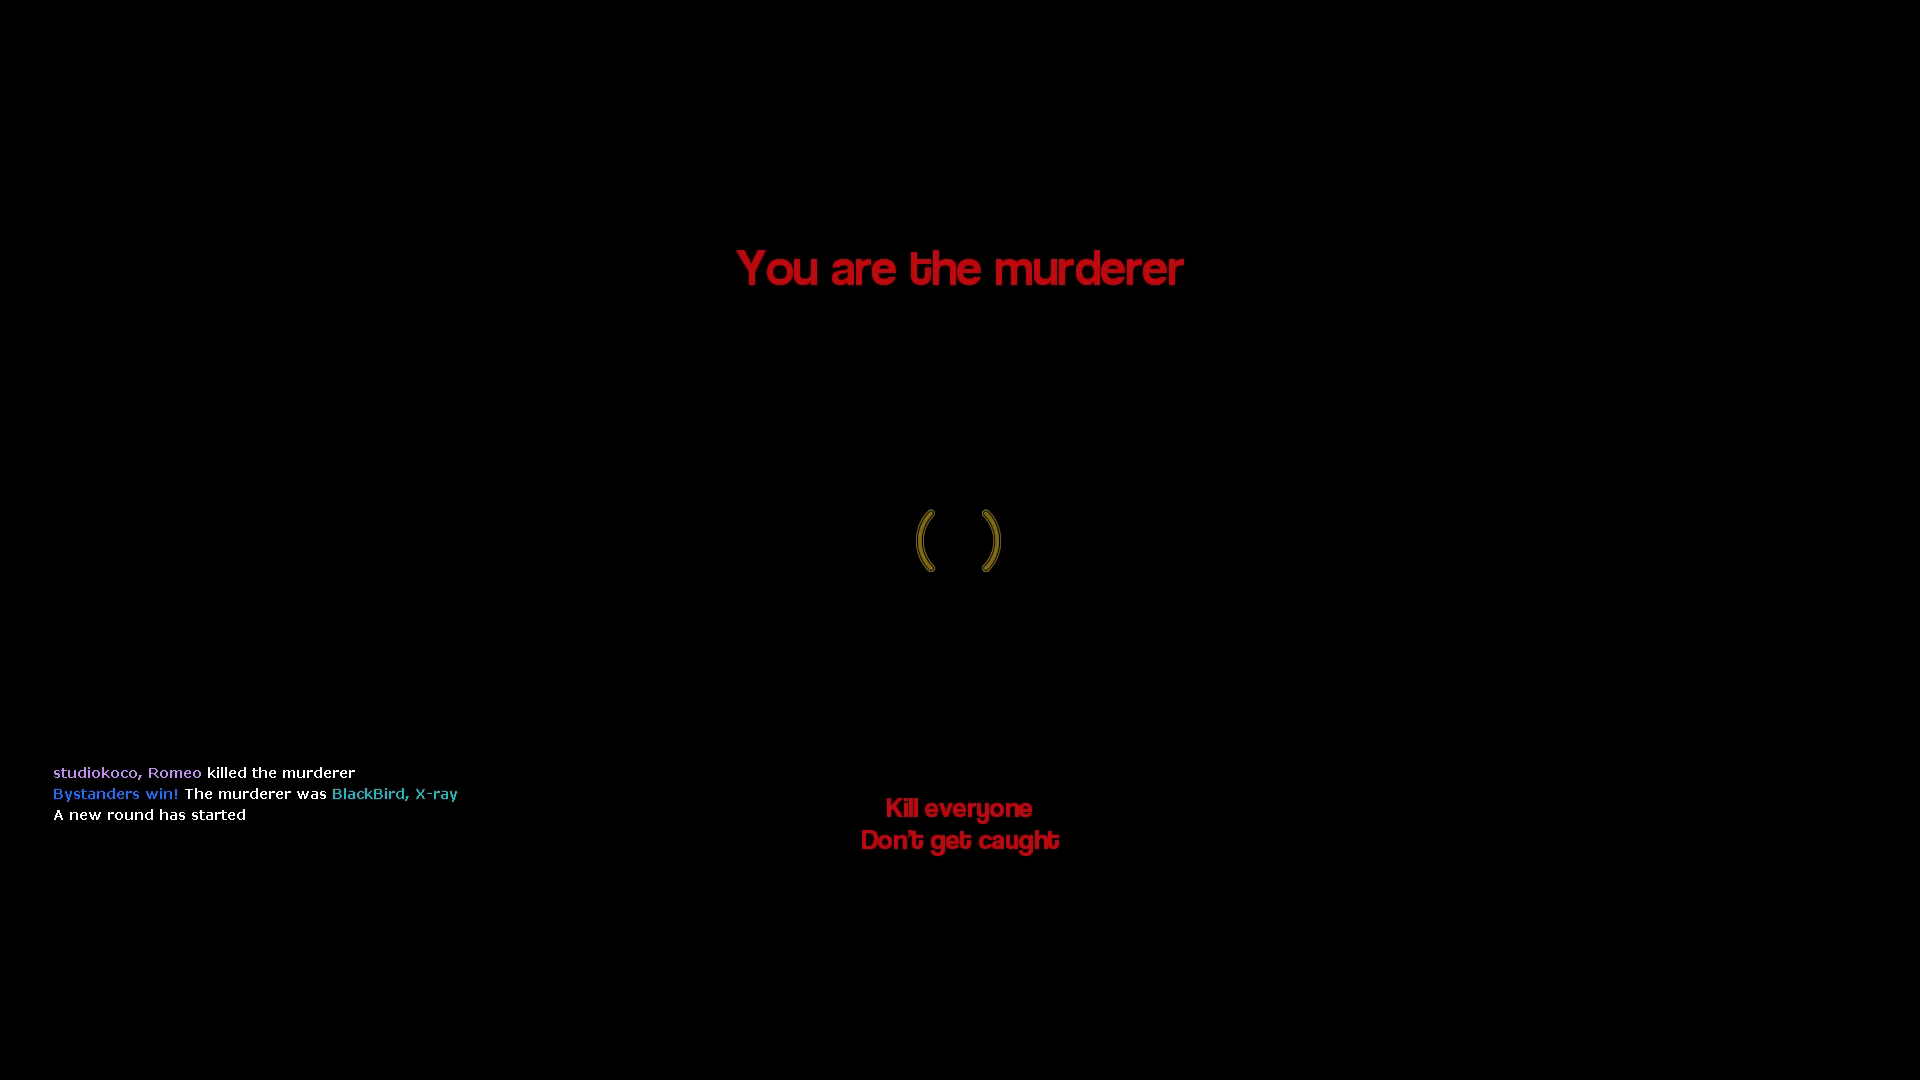 You are the murderer
studiokoco, Romeo killed the murderer
Bystanders win! The murderer was BlackBird, X-ray
A new round has started
Kill everyone
Don't get caught